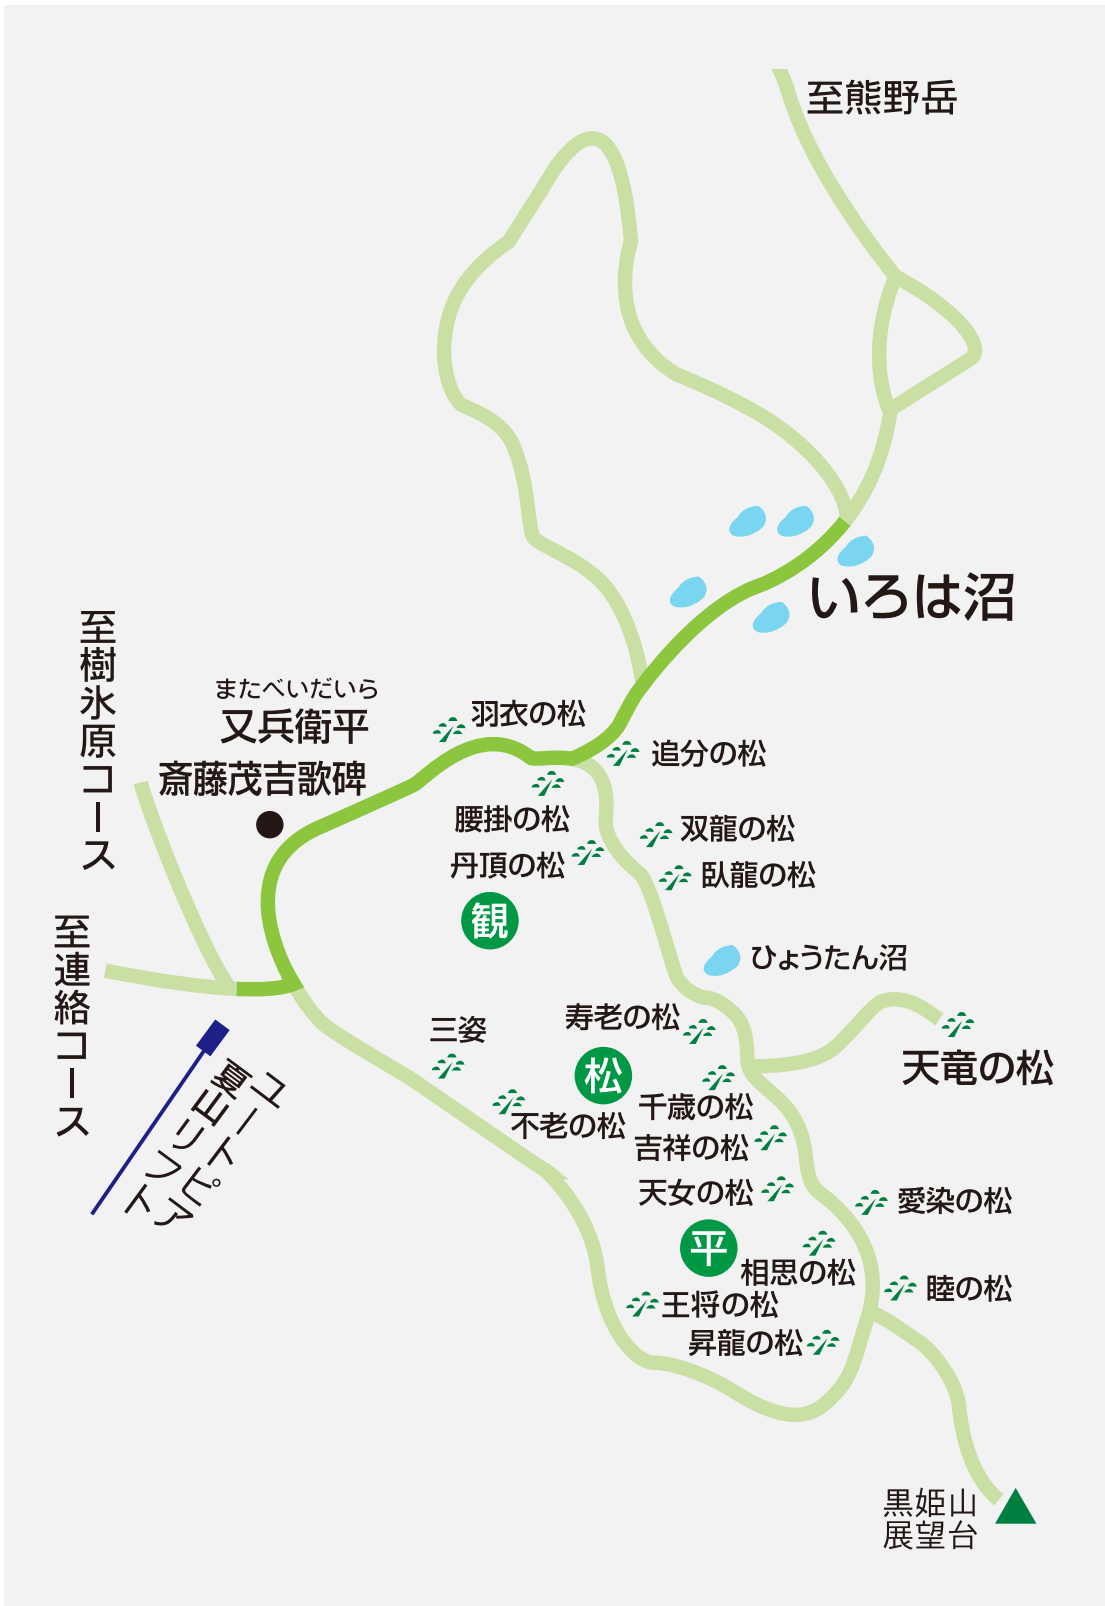 至熊野岳
いろは沼
至樹氷原コース
またべいだいら
又兵衛平
斎藤茂吉歌碑
羽衣の松
追分の松
腰掛の松
双龍の松
丹頂の松
臥龍の松
観
至連絡コース
ひょうたん沼
寿老の松
三姿
松
天竜の松
千歳の松
不老の松
吉祥の松
ユートピア
夏山リフト
天女の松
愛染の松
平
相思の松
睦の松
王将の松
昇龍の松
黒姫山
展望台